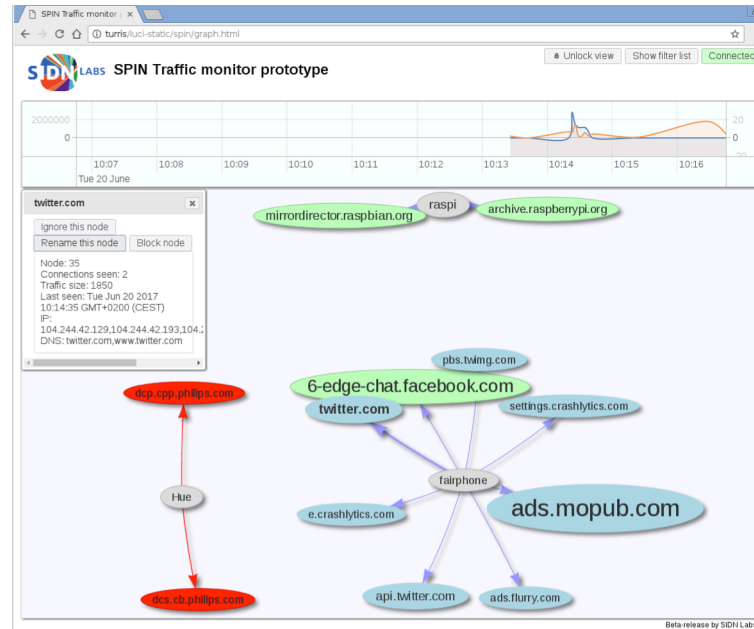 SPIN Traffic monitor p
turris/luci-static/spin/graph.html
SIDN LABS
SPIN Traffic monitor prototype
Unlock view
Show filter list
Connected
2000000
0
20
0
-20
10:07
10:08
10:09
10:10
10:11
10:12
10:13
10:14
10:15
10:16
Tue 20 June
twitter.com
Ignore this node
Rename this node
Block node
Node: 35
Connections seen: 2
Traffic size: 1850
Last seen: Tue Jun 20 2017
10:14:35 GMT+0200 (CEST)
IP:
104.244.42.129,104.244.42.193,104.2
DNS: twitter.com,www.twitter.com
raspi
mirrordirector.raspbian.org
archive.raspberrypi.org
pbs.twimg.com
6-edge-chat.facebook.com
dcp.cpp.philips.com
twitter.com
settings.crashlytics.com
fairphone
Hue
ads.mopub.com
e.crashlytics.com
api.twitter.com
ads.flurry.com
dcs.cb.philips.com
Beta-release by SIDN Labs